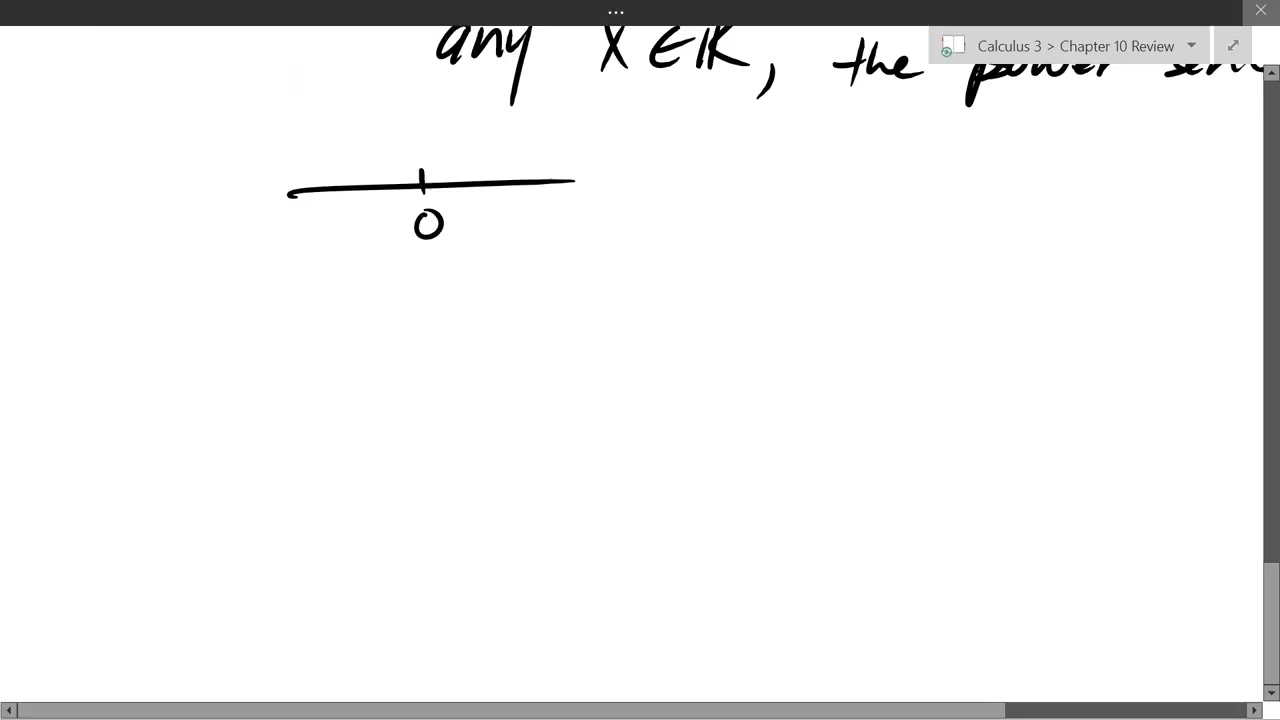 Calculus 3 > Chapter 10 Review
any X ∈ ℝ, the power
0